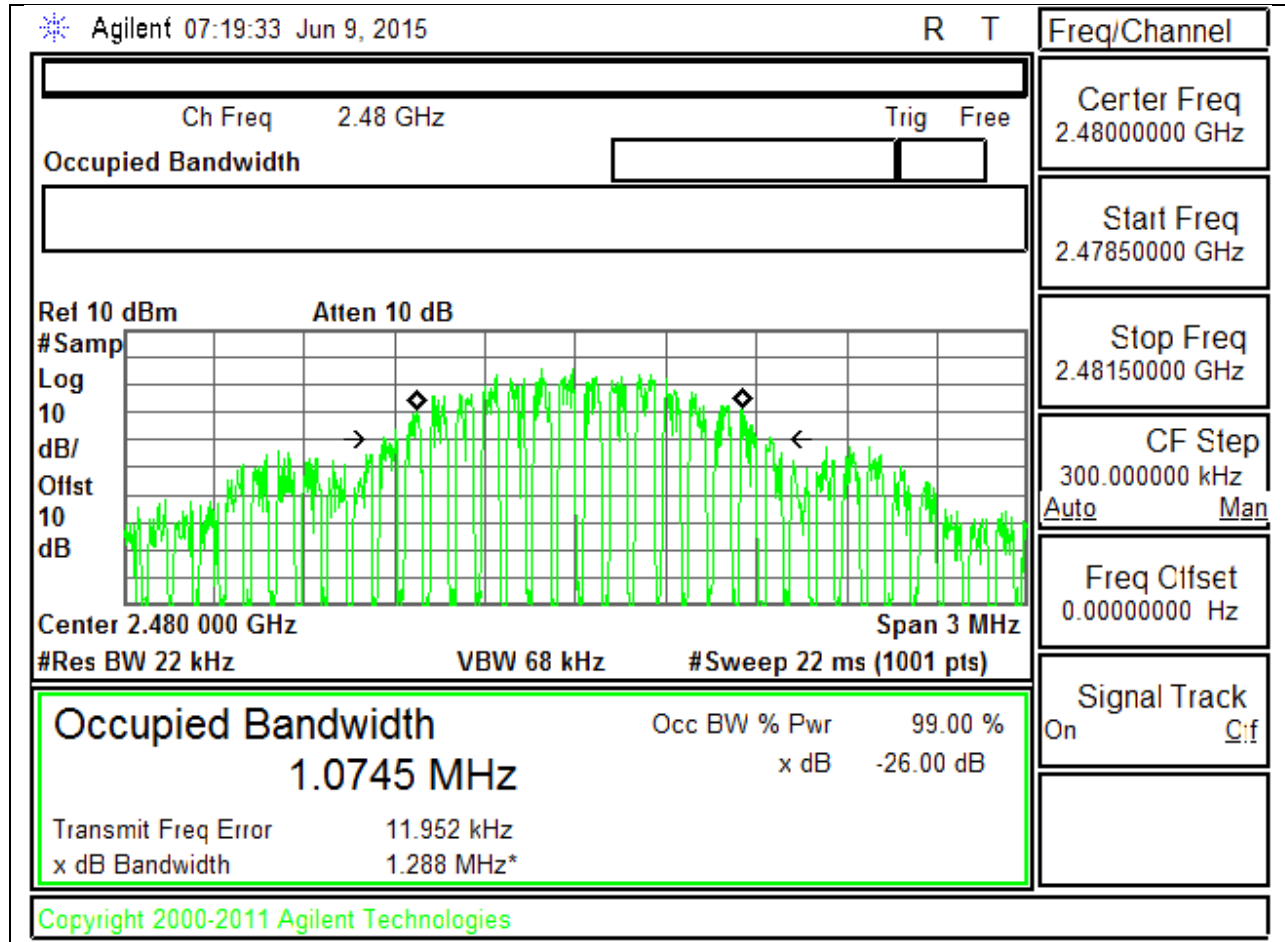 Agilent 07:19:33 Jun 9, 2015 R T
Freq/Channel
Ch Freq 2.48 GHz Trig Free
Occupied Bandwidth
Center Freq
2.48000000 GHz
Start Freq
2.47850000 GHz
Stop Freq
2.48150000 GHz
CF Step
300.000000 kHz
Auto Man
Freq Offset
0.00000000 Hz
Signal Track
On Off
Ref 10 dBm Atten 10 dB
#Samp
Log
10
dB/
Offst
10
dB
Center 2.480 000 GHz Span 3 MHz
#Res BW 22 kHz VBW 68 kHz #Sweep 22 ms (1001 pts)
Occupied Bandwidth
1.0745 MHz
Occ BW % Pwr 99.00 %
x dB -26.00 dB
Transmit Freq Error 11.952 kHz
x dB Bandwidth 1.288 MHz*
Copyright 2000-2011 Agilent Technologies